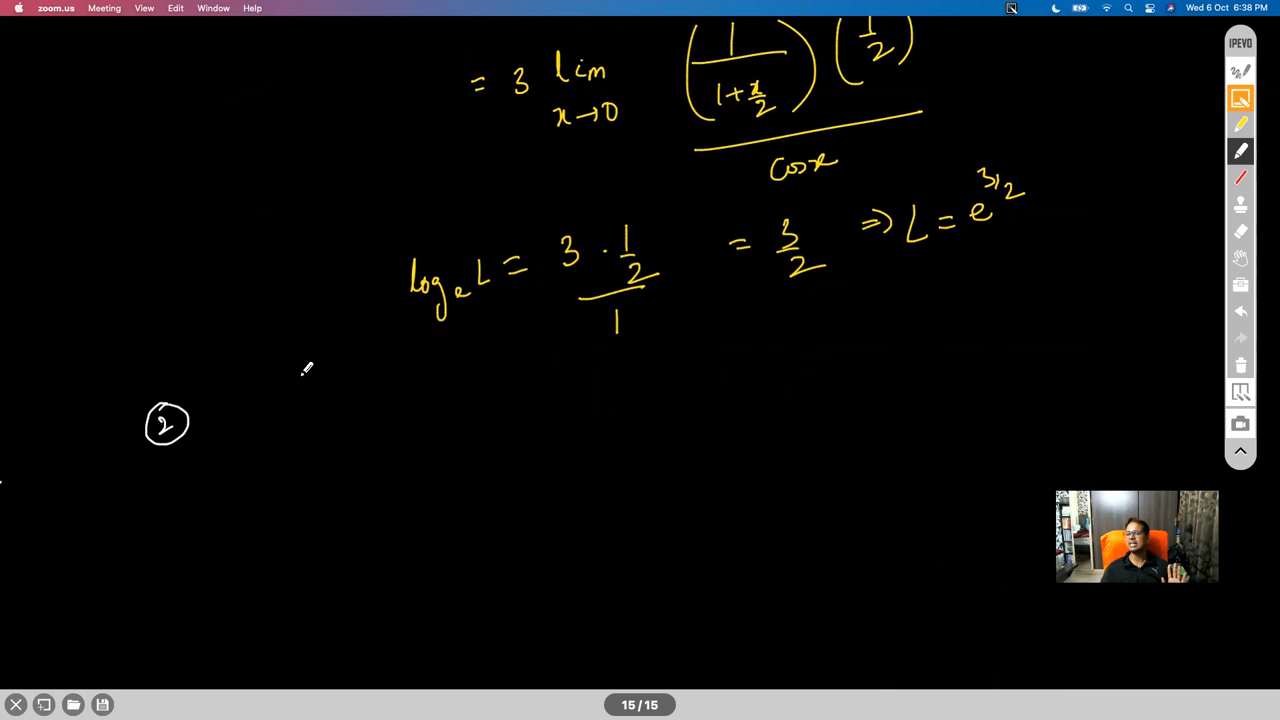 zoom.us Meeting View Edit Window Help Wed 6 Oct 6:38 PM
IPEVO
= 3 lim x→0 (1/(1+x/2)) (1/2) / cos x
log_e L = 3 · 1/2 / 1 = 3/2 ⇒ L = e^3/2
2
15/15